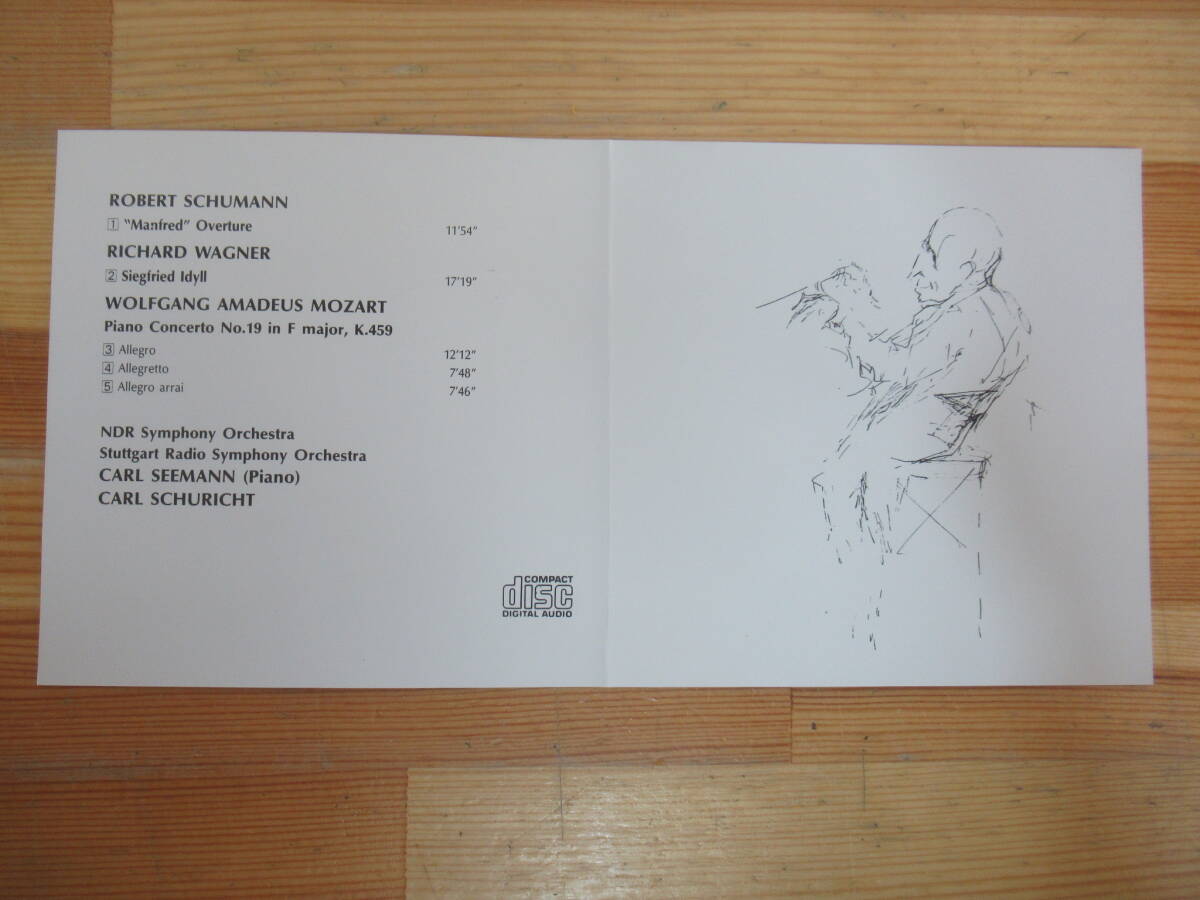 ROBERT SCHUMANN
1 "Manfred" Overture 11'54"
RICHARD WAGNER
2 Siegfried Idyll 17'19"
WOLFGANG AMADEUS MOZART
Piano Concerto No.19 in F major, K.459
3 Allegro 12'12"
4 Allegretto 7'48"
5 Allegro arrai 7'46"
NDR Symphony Orchestra
Stuttgart Radio Symphony Orchestra
CARL SEEMANN (Piano)
CARL SCHURICHT
COMPACT
disc
DIGITAL AUDIO